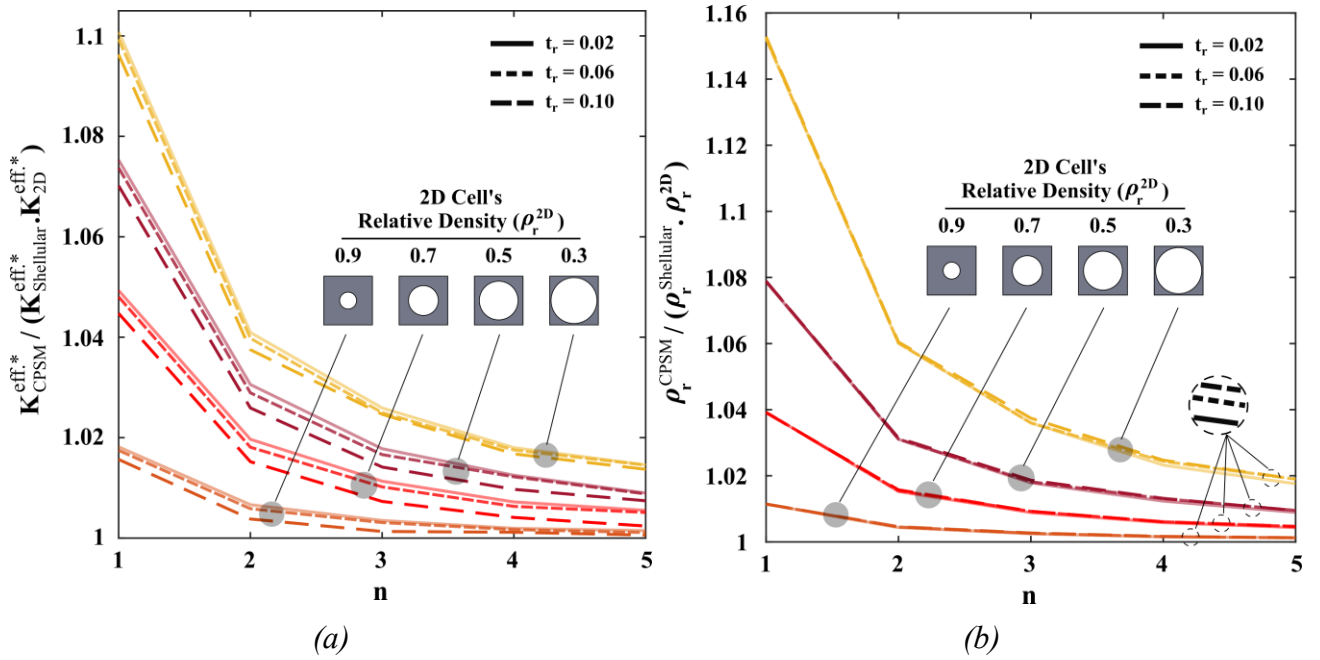 K_CPSM^eff.* / (K_Shellular^eff.*.K_2D^eff.*)
1.1
1.08
1.06
1.04
1.02
1
t_r = 0.02
t_r = 0.06
t_r = 0.10
2D Cell's
Relative Density (ρ_r^2D)
0.9 0.7 0.5 0.3
1 2 3 4 5
n
(a)
ρ_r^CPSM / (ρ_r^Shellular. ρ_r^2D)
1.16
1.14
1.12
1.1
1.08
1.06
1.04
1.02
1
t_r = 0.02
t_r = 0.06
t_r = 0.10
2D Cell's
Relative Density (ρ_r^2D)
0.9 0.7 0.5 0.3
1 2 3 4 5
n
(b)